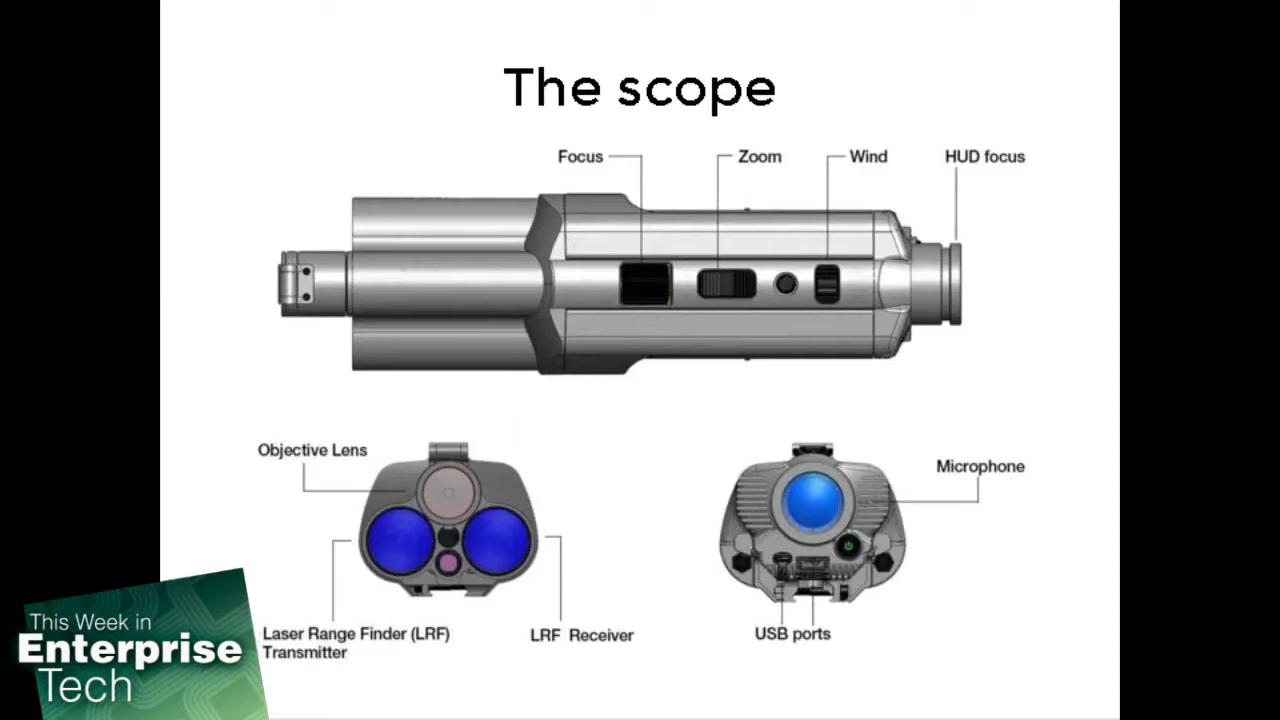 The scope
Focus
Zoom
Wind
HUD focus
Objective Lens
Microphone
Laser Range Finder (LRF)
Transmitter
LRF Receiver
USB ports
This Week in
Enterprise
Tech